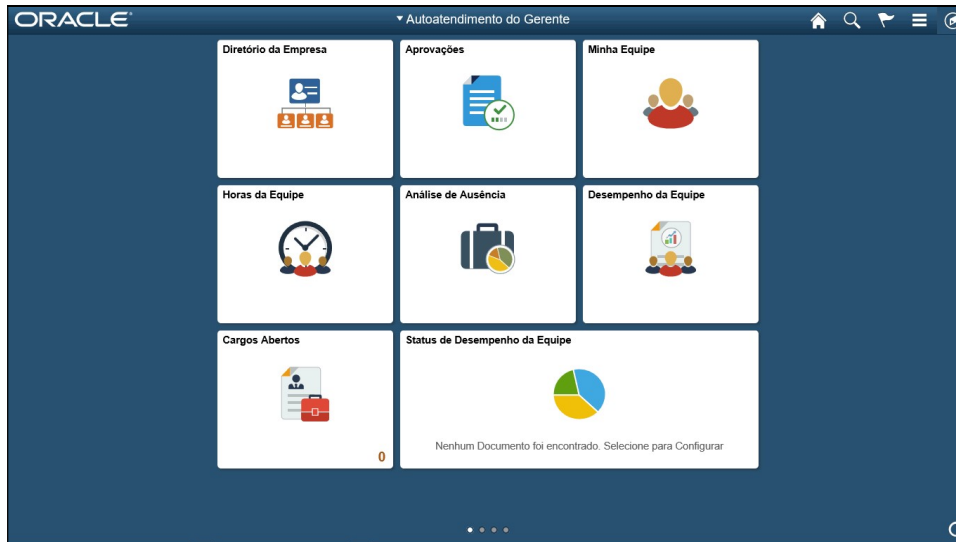 ORACLE
Autoatendimento do Gerente
Diretório da Empresa
Aprovações
Minha Equipe
Horas da Equipe
Análise de Ausência
Desempenho da Equipe
Cargos Abertos
0
Status de Desempenho da Equipe
Nenhum Documento foi encontrado. Selecione para Configurar